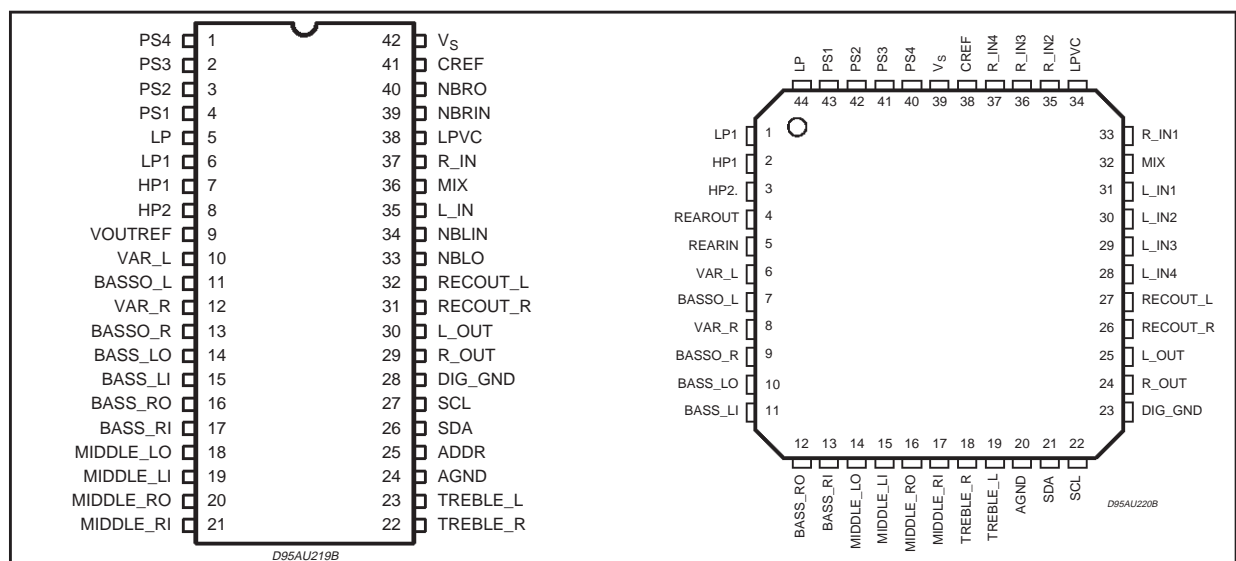 PS4 1 42 VS
PS3 2 41 CREF
PS2 3 40 NBRO
PS1 4 39 NBRIN
LP 5 38 LPVC
LP1 6 37 R_IN
HP1 7 36 MIX
HP2 8 35 L_IN
VOUTREF 9 34 NBLIN
VAR_L 10 33 NBLO
BASSO_L 11 32 RECOUT_L
VAR_R 12 31 RECOUT_R
BASSO_R 13 30 L_OUT
BASS_LO 14 29 R_OUT
BASS_LI 15 28 DIG_GND
BASS_RO 16 27 SCL
BASS_RI 17 26 SDA
MIDDLE_LO 18 25 ADDR
MIDDLE_LI 19 24 AGND
MIDDLE_RO 20 23 TREBLE_L
MIDDLE_RI 21 22 TREBLE_R
D95AU219B
LP PS1 PS2 PS3 PS4 VS CREF R_IN4 R_IN3 R_IN2 LPVC
44 43 42 41 40 39 38 37 36 35 34
LP1 1 33 R_IN1
HP1 2 32 MIX
HP2. 3 31 L_IN1
REAROUT 4 30 L_IN2
REARIN 5 29 L_IN3
VAR_L 6 28 L_IN4
BASSO_L 7 27 RECOUT_L
VAR_R 8 26 RECOUT_R
BASSO_R 9 25 L_OUT
BASS_LO 10 24 R_OUT
BASS_LI 11 23 DIG_GND
12 13 14 15 16 17 18 19 20 21 22
BASS_RO BASS_RI MIDDLE_LO MIDDLE_LI MIDDLE_RO MIDDLE_RI TREBLE_R TREBLE_L AGND SDA SCL
D95AU220B